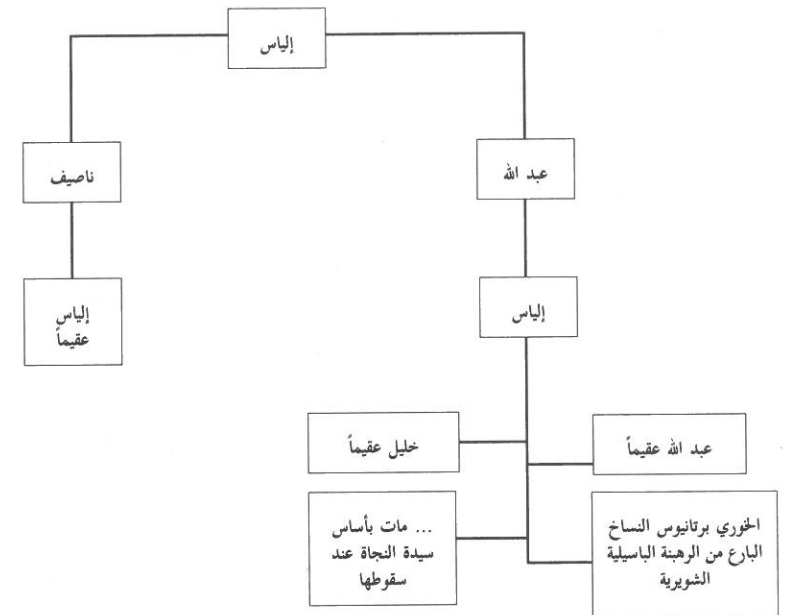 إلياس
عبد الله
ناصيف
إلياس
إلياس
عقيماً
عبد الله عقيماً
خليل عقيماً
الخوري برتانيوس النساخ
البارع من الرهبنة الباسيلية
الشويرية
... مات بأساس
سيدة النجاة عند
سقوطها